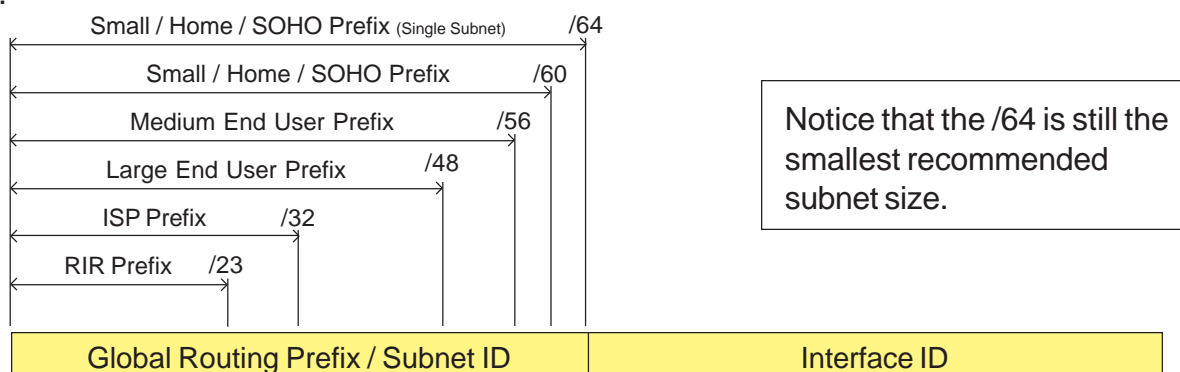 Small / Home / SOHO Prefix (Single Subnet) /64
Small / Home / SOHO Prefix /60
Medium End User Prefix /56
Large End User Prefix /48
ISP Prefix /32
RIR Prefix /23
Notice that the /64 is still the
smallest recommended
subnet size.
Global Routing Prefix / Subnet ID
Interface ID